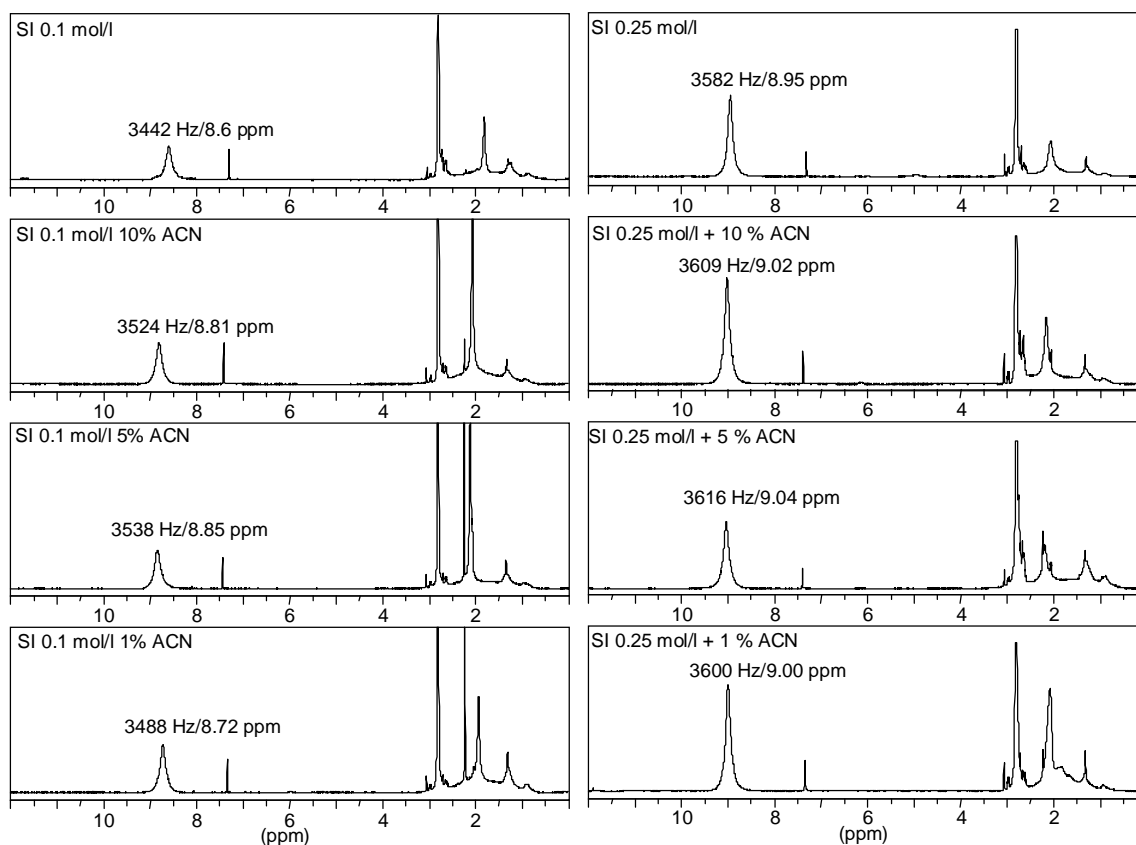 SI 0.1 mol/l
3442 Hz/8.6 ppm
10 8 6 4 2
SI 0.1 mol/l 10% ACN
3524 Hz/8.81 ppm
10 8 6 4 2
SI 0.1 mol/l 5% ACN
3538 Hz/8.85 ppm
10 8 6 4 2
SI 0.1 mol/l 1% ACN
3488 Hz/8.72 ppm
10 8 6 4 2
(ppm)
SI 0.25 mol/l
3582 Hz/8.95 ppm
10 8 6 4 2
SI 0.25 mol/l + 10 % ACN
3609 Hz/9.02 ppm
10 8 6 4 2
SI 0.25 mol/l + 5 % ACN
3616 Hz/9.04 ppm
10 8 6 4 2
SI 0.25 mol/l + 1 % ACN
3600 Hz/9.00 ppm
10 8 6 4 2
(ppm)